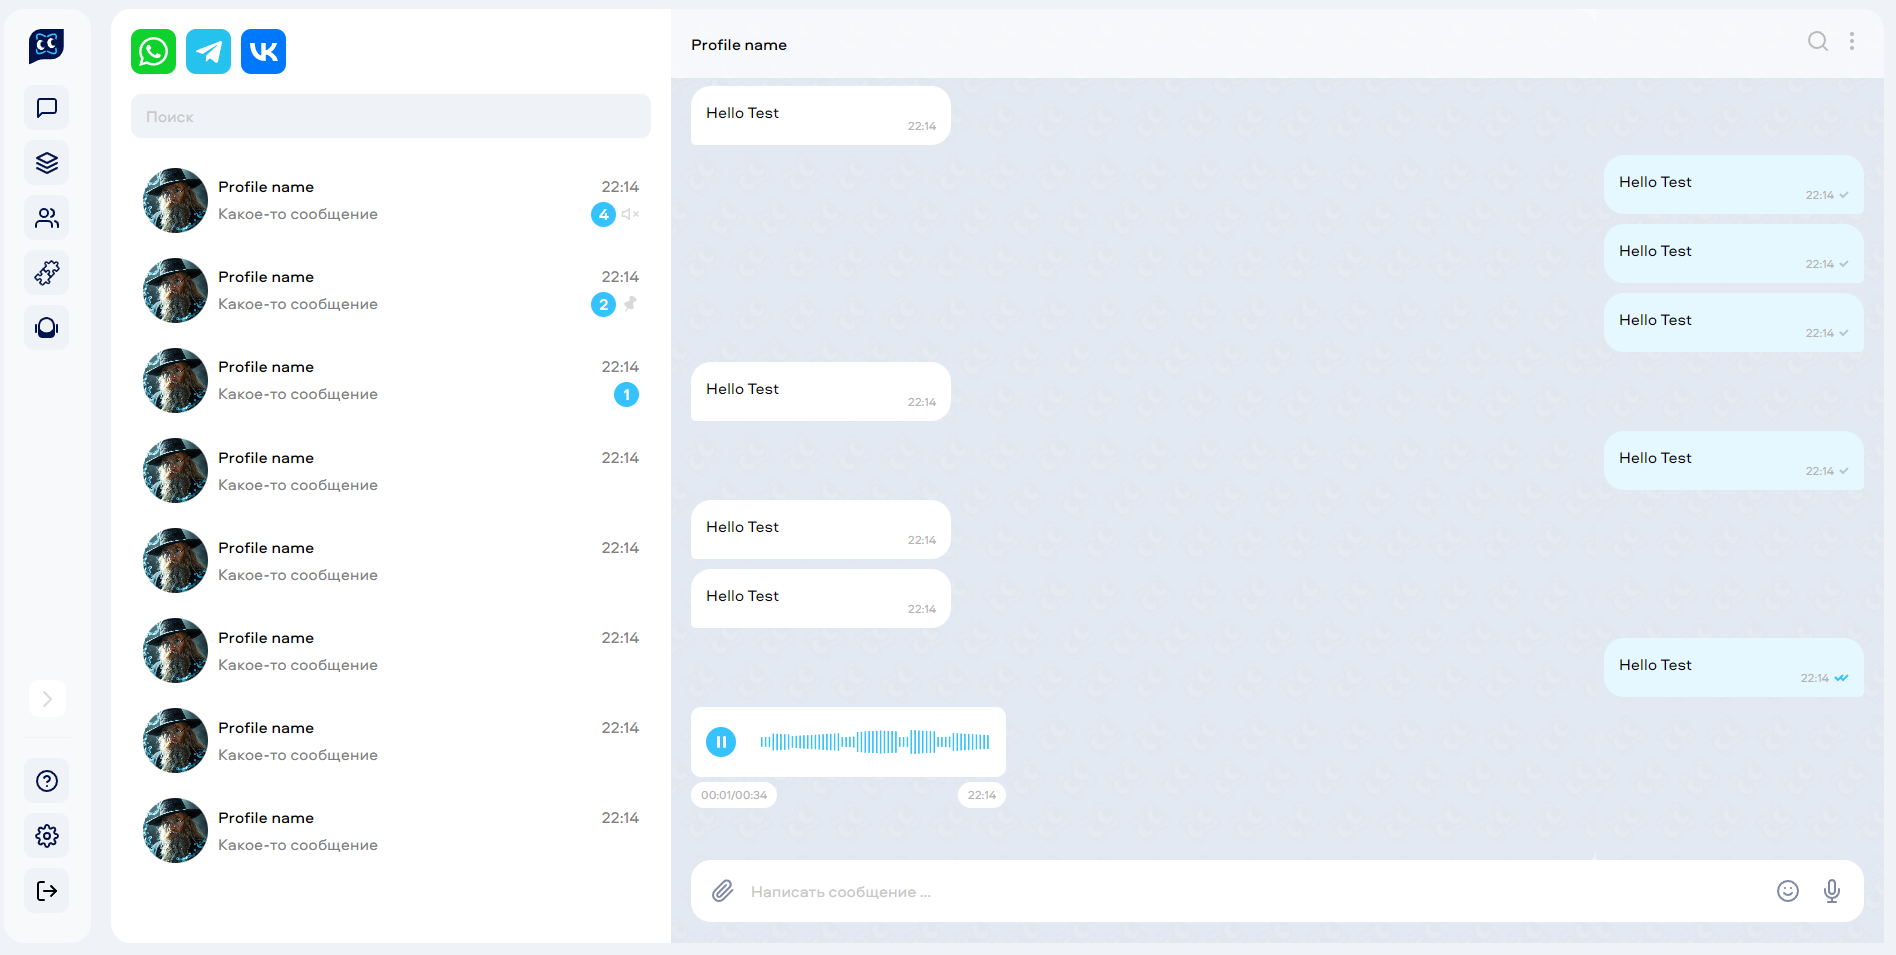 Поиск
Profile name
22:14
Какое-то сообщение
4
Profile name
22:14
Какое-то сообщение
2
Profile name
22:14
Какое-то сообщение
1
Profile name
22:14
Какое-то сообщение
Profile name
22:14
Какое-то сообщение
Profile name
22:14
Какое-то сообщение
Profile name
22:14
Какое-то сообщение
Profile name
22:14
Какое-то сообщение
Profile name
Hello Test
22:14
Hello Test
22:14
Hello Test
22:14
Hello Test
22:14
Hello Test
22:14
Hello Test
22:14
Hello Test
22:14
Hello Test
22:14
Hello Test
22:14
00:01/00:34
22:14
Написать сообщение ...